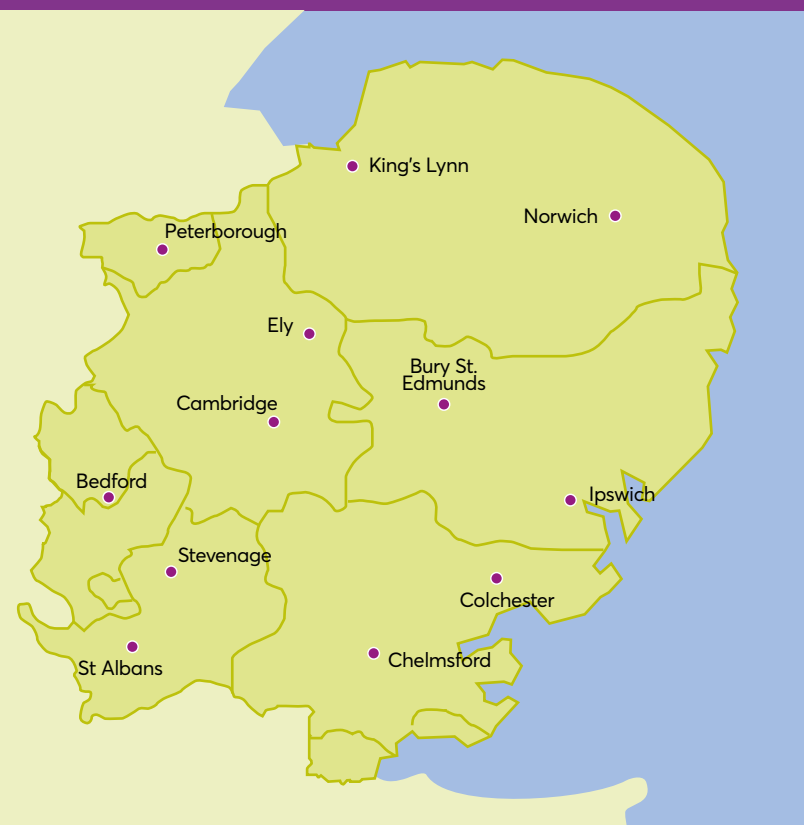 King's Lynn
Norwich
Peterborough
Ely
Bury St.
Edmunds
Cambridge
Bedford
Ipswich
Stevenage
Colchester
Chelmsford
St Albans